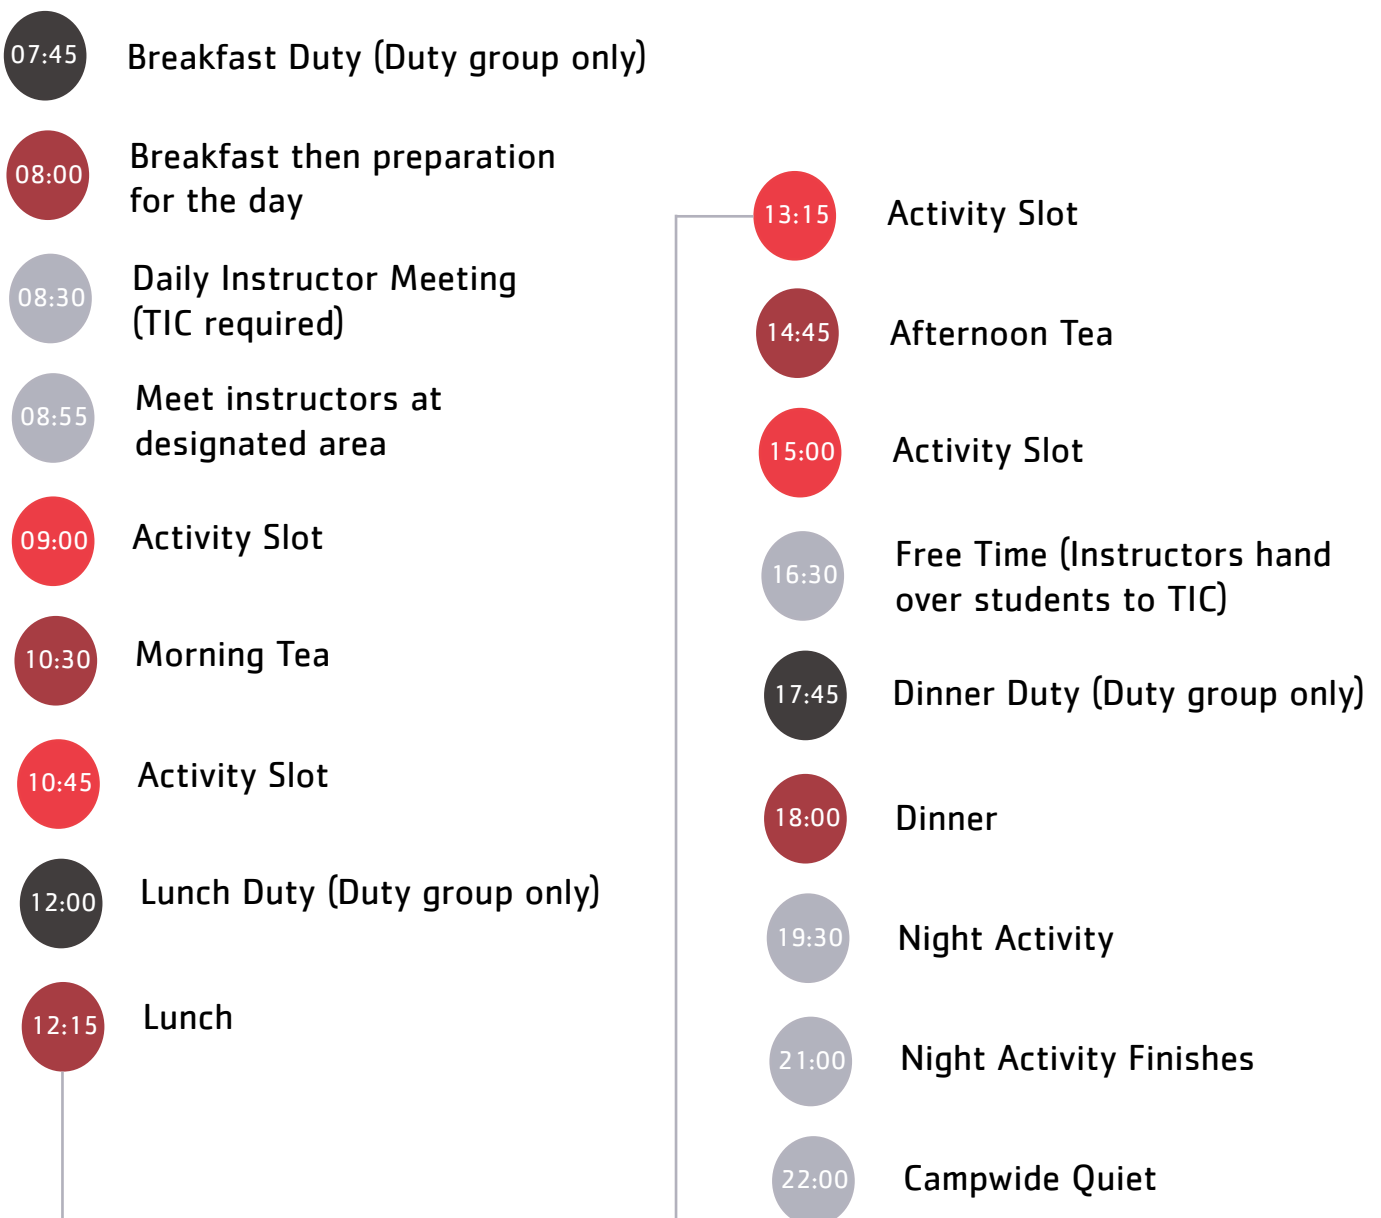 07:45 Breakfast Duty (Duty group only)
08:00 Breakfast then preparation
for the day
08:30 Daily Instructor Meeting
(TIC required)
08:55 Meet instructors at
designated area
09:00 Activity Slot
10:30 Morning Tea
10:45 Activity Slot
12:00 Lunch Duty (Duty group only)
12:15 Lunch
13:15 Activity Slot
14:45 Afternoon Tea
15:00 Activity Slot
16:30 Free Time (Instructors hand
over students to TIC)
17:45 Dinner Duty (Duty group only)
18:00 Dinner
19:30 Night Activity
21:00 Night Activity Finishes
22:00 Campwide Quiet